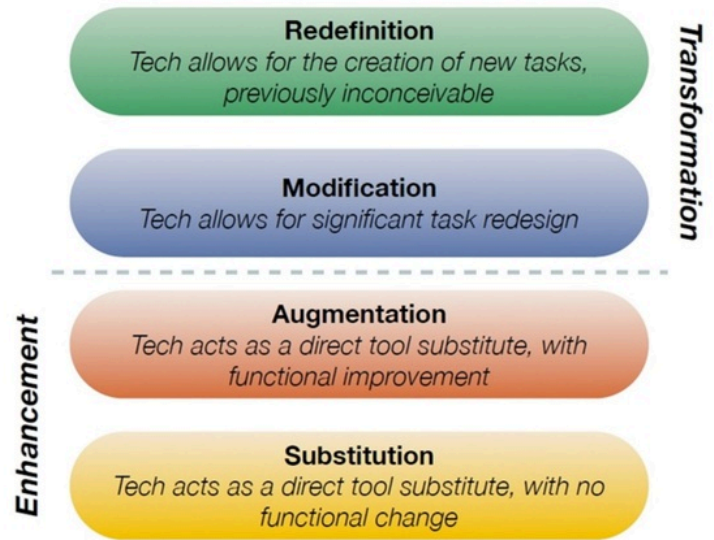 Redefinition
Tech allows for the creation of new tasks,
previously inconceivable
Transformation
Modification
Tech allows for significant task redesign
Augmentation
Tech acts as a direct tool substitute, with
functional improvement
Enhancement
Substitution
Tech acts as a direct tool substitute, with no
functional change